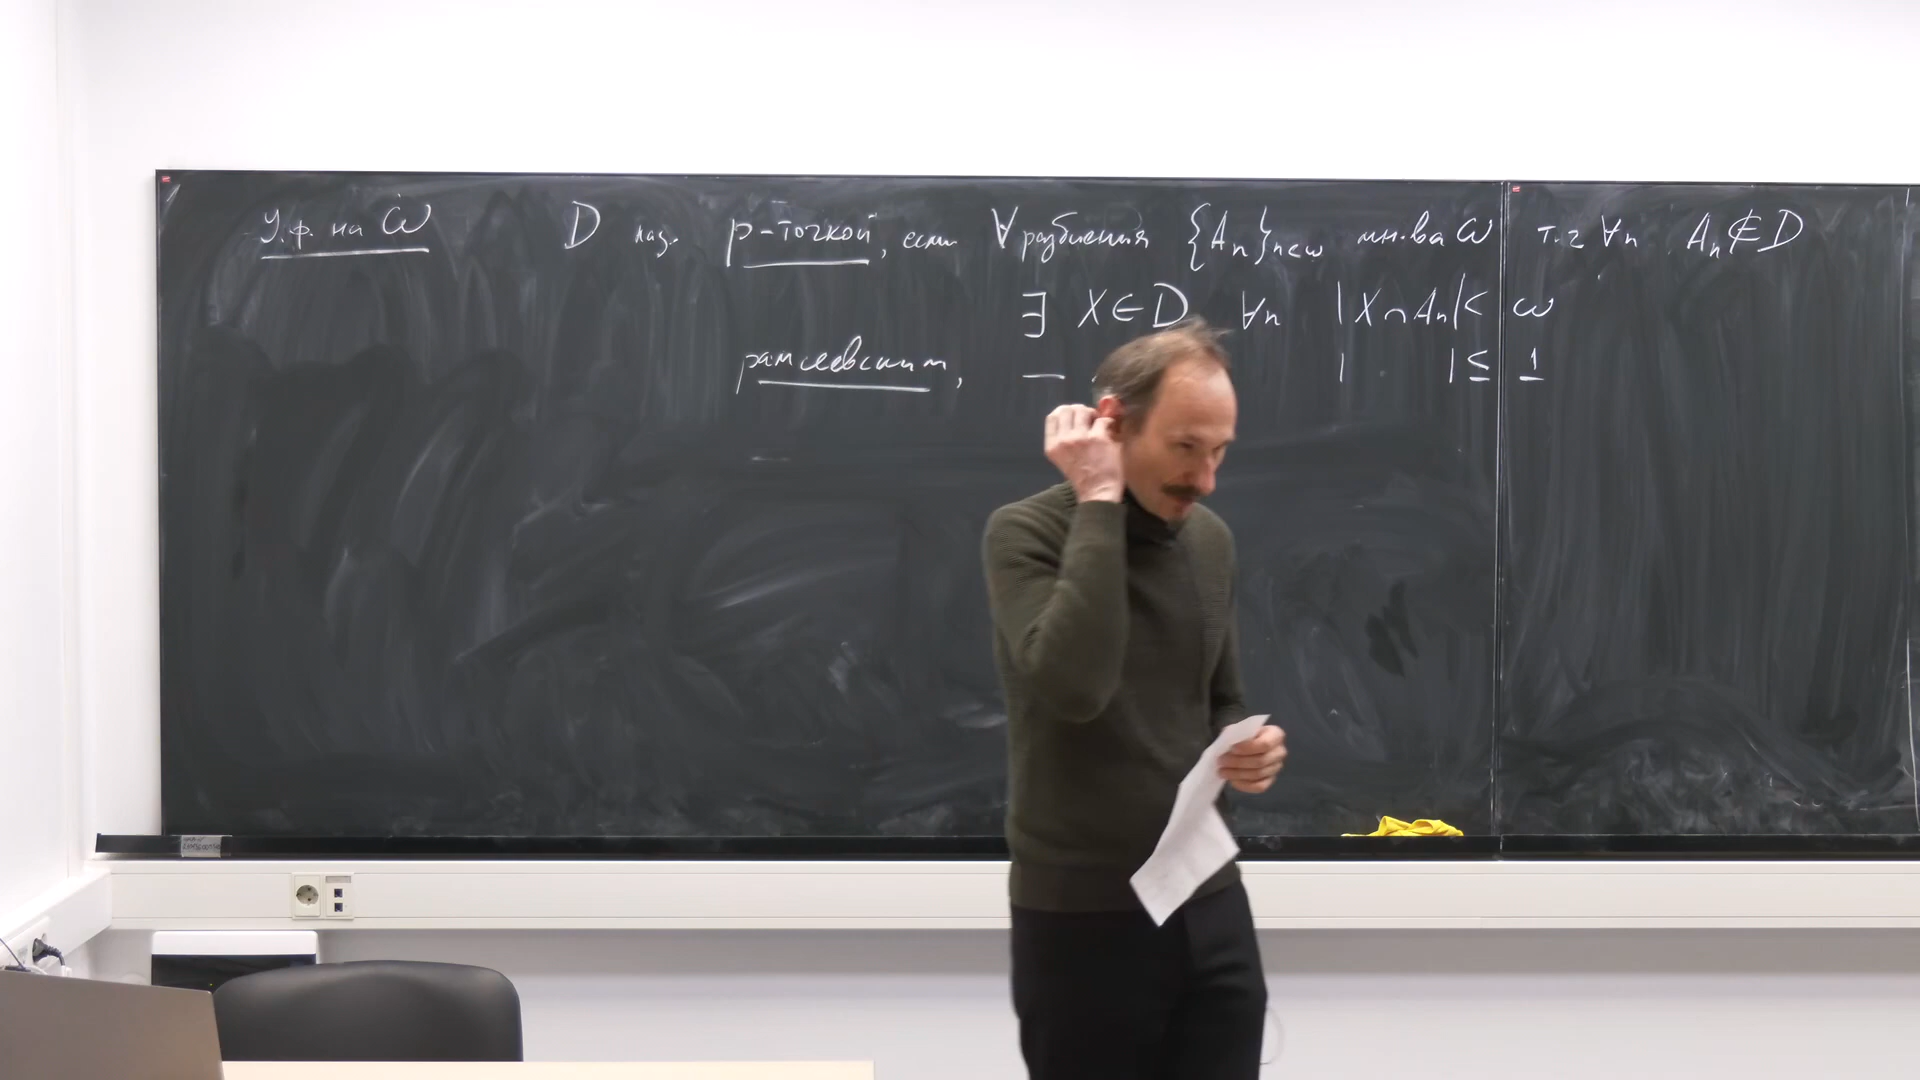 У.ф. на ω D наз. p-точкой, если ∀ разбиения {Aₙ}ₙ∈ω мн-ва ω т.ч ∀n Aₙ∉D
∃ X∈D ∀n |X∩Aₙ|< ω
рамсеевским, — | |≤ 1